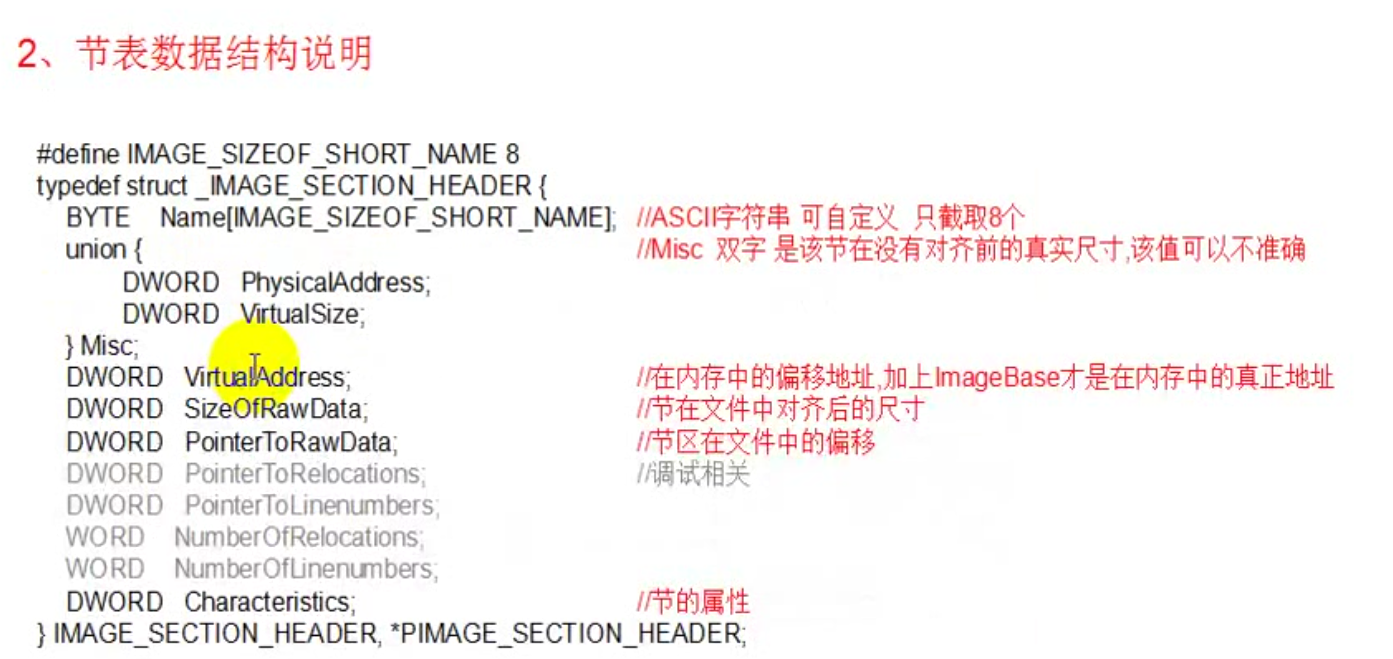 2、节表数据结构说明
#define IMAGE_SIZEOF_SHORT_NAME 8
typedef struct _IMAGE_SECTION_HEADER {
BYTE Name[IMAGE_SIZEOF_SHORT_NAME]; //ASCII字符串 可自定义 只截取8个
union { //Misc 双字 是该节在没有对齐前的真实尺寸,该值可以不准确
DWORD PhysicalAddress;
DWORD VirtualSize;
} Misc;
DWORD VirtualAddress; //在内存中的偏移地址,加上ImageBase才是在内存中的真正地址
DWORD SizeOfRawData; //节在文件中对齐后的尺寸
DWORD PointerToRawData; //节区在文件中的偏移
DWORD PointerToRelocations; //调试相关
DWORD PointerToLinenumbers;
WORD NumberOfRelocations;
WORD NumberOfLinenumbers;
DWORD Characteristics; //节的属性
} IMAGE_SECTION_HEADER, *PIMAGE_SECTION_HEADER;